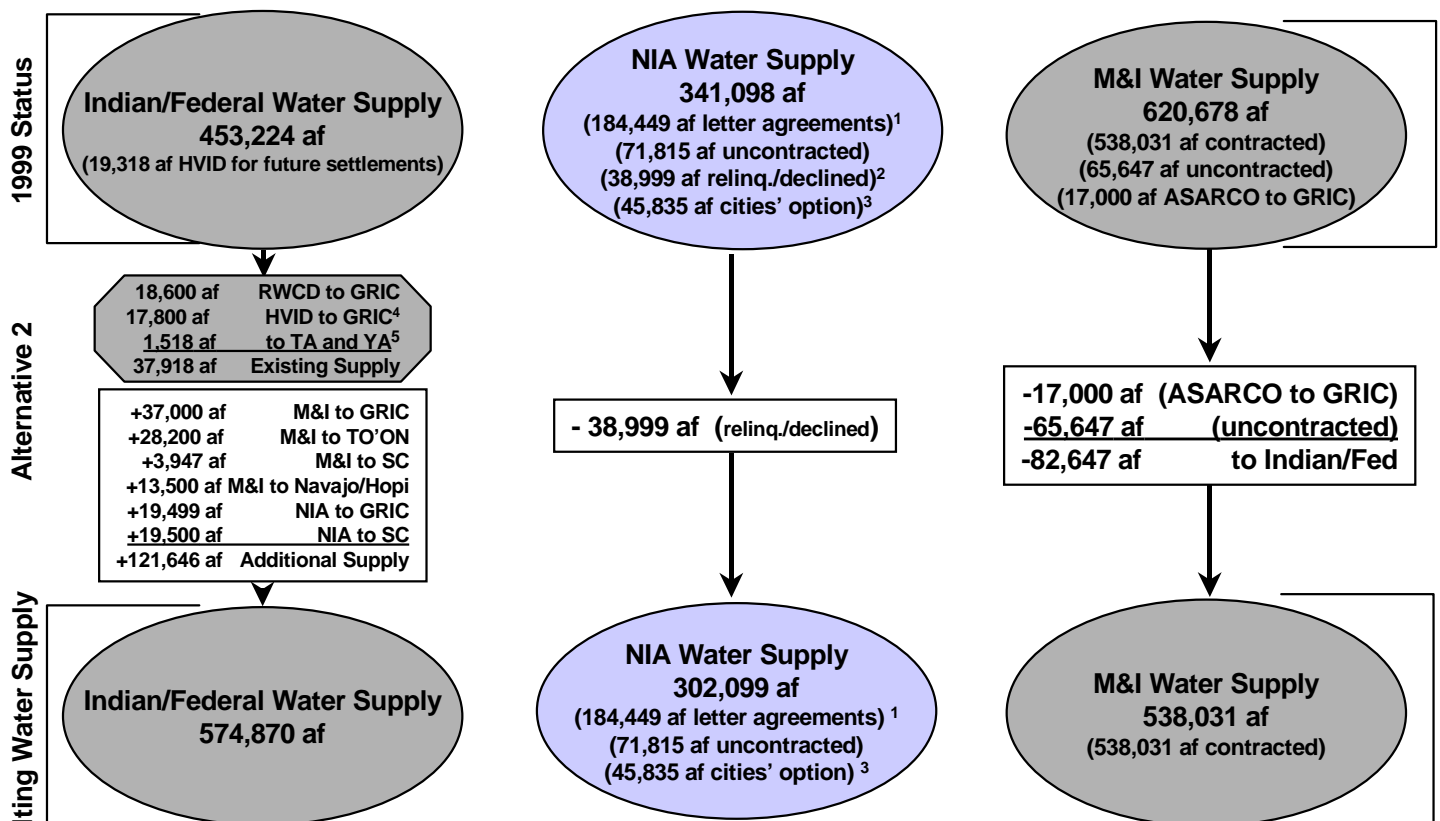 1999 Status
Indian/Federal Water Supply
453,224 af
(19,318 af HVID for future settlements)
NIA Water Supply
341,098 af
(184,449 af letter agreements)1
(71,815 af uncontracted)
(38,999 af relinq./declined)2
(45,835 af cities' option)3
M&I Water Supply
620,678 af
(538,031 af contracted)
(65,647 af uncontracted)
(17,000 af ASARCO to GRIC)
Alternative 2
18,600 af RWCD to GRIC
17,800 af HVID to GRIC4
1,518 af to TA and YA5
37,918 af Existing Supply
+37,000 af M&I to GRIC
+28,200 af M&I to TO'ON
+3,947 af M&I to SC
+13,500 af M&I to Navajo/Hopi
+19,499 af NIA to GRIC
+19,500 af NIA to SC
+121,646 af Additional Supply
- 38,999 af (relinq./declined)
-17,000 af (ASARCO to GRIC)
-65,647 af (uncontracted)
-82,647 af to Indian/Fed
lting Water Supply
Indian/Federal Water Supply
574,870 af
NIA Water Supply
302,099 af
(184,449 af letter agreements) 1
(71,815 af uncontracted)
(45,835 af cities' option) 3
M&I Water Supply
538,031 af
(538,031 af contracted)